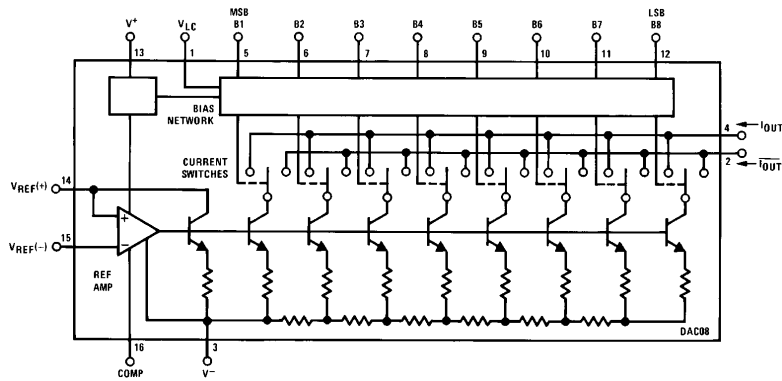 V+ VLC MSB B1 B2 B3 B4 B5 B6 B7 LSB B8
13 1 5 6 7 8 9 10 11 12
BIAS NETWORK
4 IOUT
CURRENT SWITCHES
2 IOUT
VREF(+) 14
+
VREF(−) 15
−
REF AMP
DAC08
16 3
COMP V−